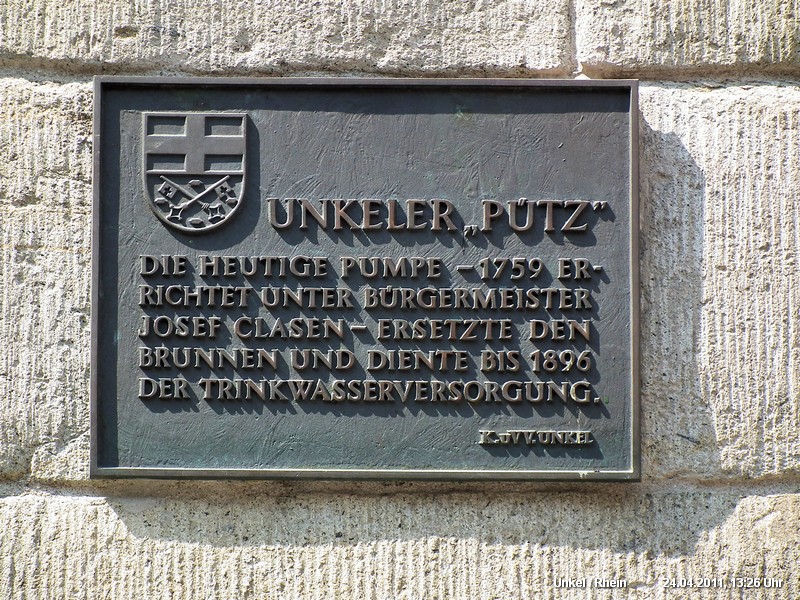 UNKELER „PÜTZ“
DIE HEUTIGE PUMPE – 1759 ER-
RICHTET UNTER BÜRGERMEISTER
JOSEF CLASEN – ERSETZTE DEN
BRUNNEN UND DIENTE BIS 1896
DER TRINKWASSERVERSORGUNG.
K.uVV.UNKEL
Unkel / Rhein 24.04.2011, 13:26 Uhr